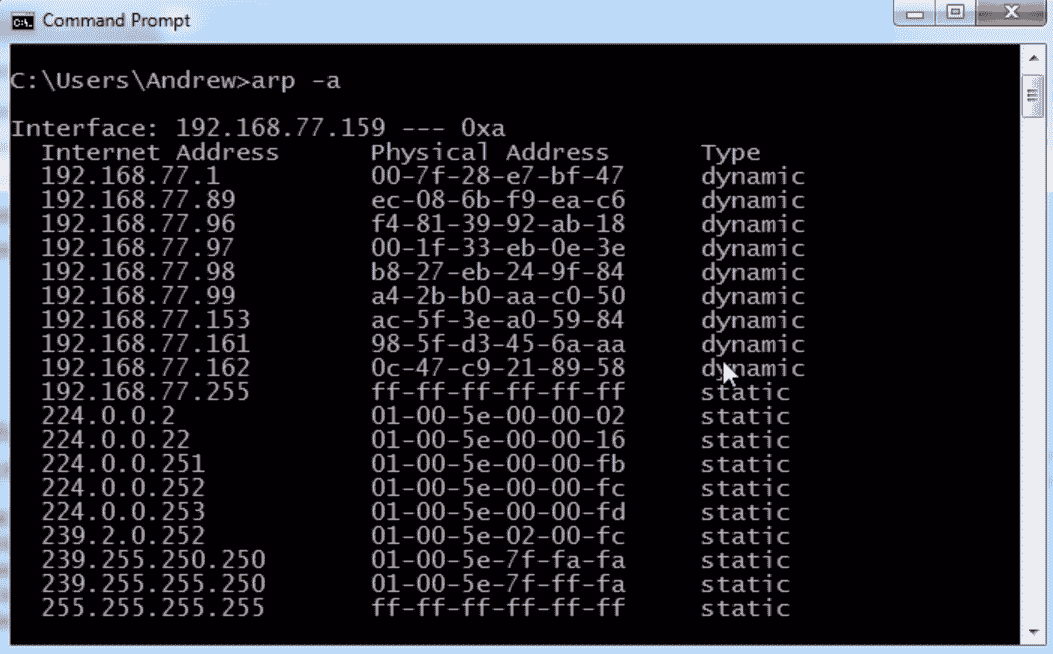 Command Prompt
C:\Users\Andrew>arp -a
Interface: 192.168.77.159 --- 0xa
Internet Address Physical Address Type
192.168.77.1 00-7f-28-e7-bf-47 dynamic
192.168.77.89 ec-08-6b-f9-ea-c6 dynamic
192.168.77.96 f4-81-39-92-ab-18 dynamic
192.168.77.97 00-1f-33-eb-0e-3e dynamic
192.168.77.98 b8-27-eb-24-9f-84 dynamic
192.168.77.99 a4-2b-b0-aa-c0-50 dynamic
192.168.77.153 ac-5f-3e-a0-59-84 dynamic
192.168.77.161 98-5f-d3-45-6a-aa dynamic
192.168.77.162 0c-47-c9-21-89-58 dynamic
192.168.77.255 ff-ff-ff-ff-ff-ff static
224.0.0.2 01-00-5e-00-00-02 static
224.0.0.22 01-00-5e-00-00-16 static
224.0.0.251 01-00-5e-00-00-fb static
224.0.0.252 01-00-5e-00-00-fc static
224.0.0.253 01-00-5e-00-00-fd static
239.2.0.252 01-00-5e-02-00-fc static
239.255.250.250 01-00-5e-7f-fa-fa static
239.255.255.250 01-00-5e-7f-ff-fa static
255.255.255.255 ff-ff-ff-ff-ff-ff static